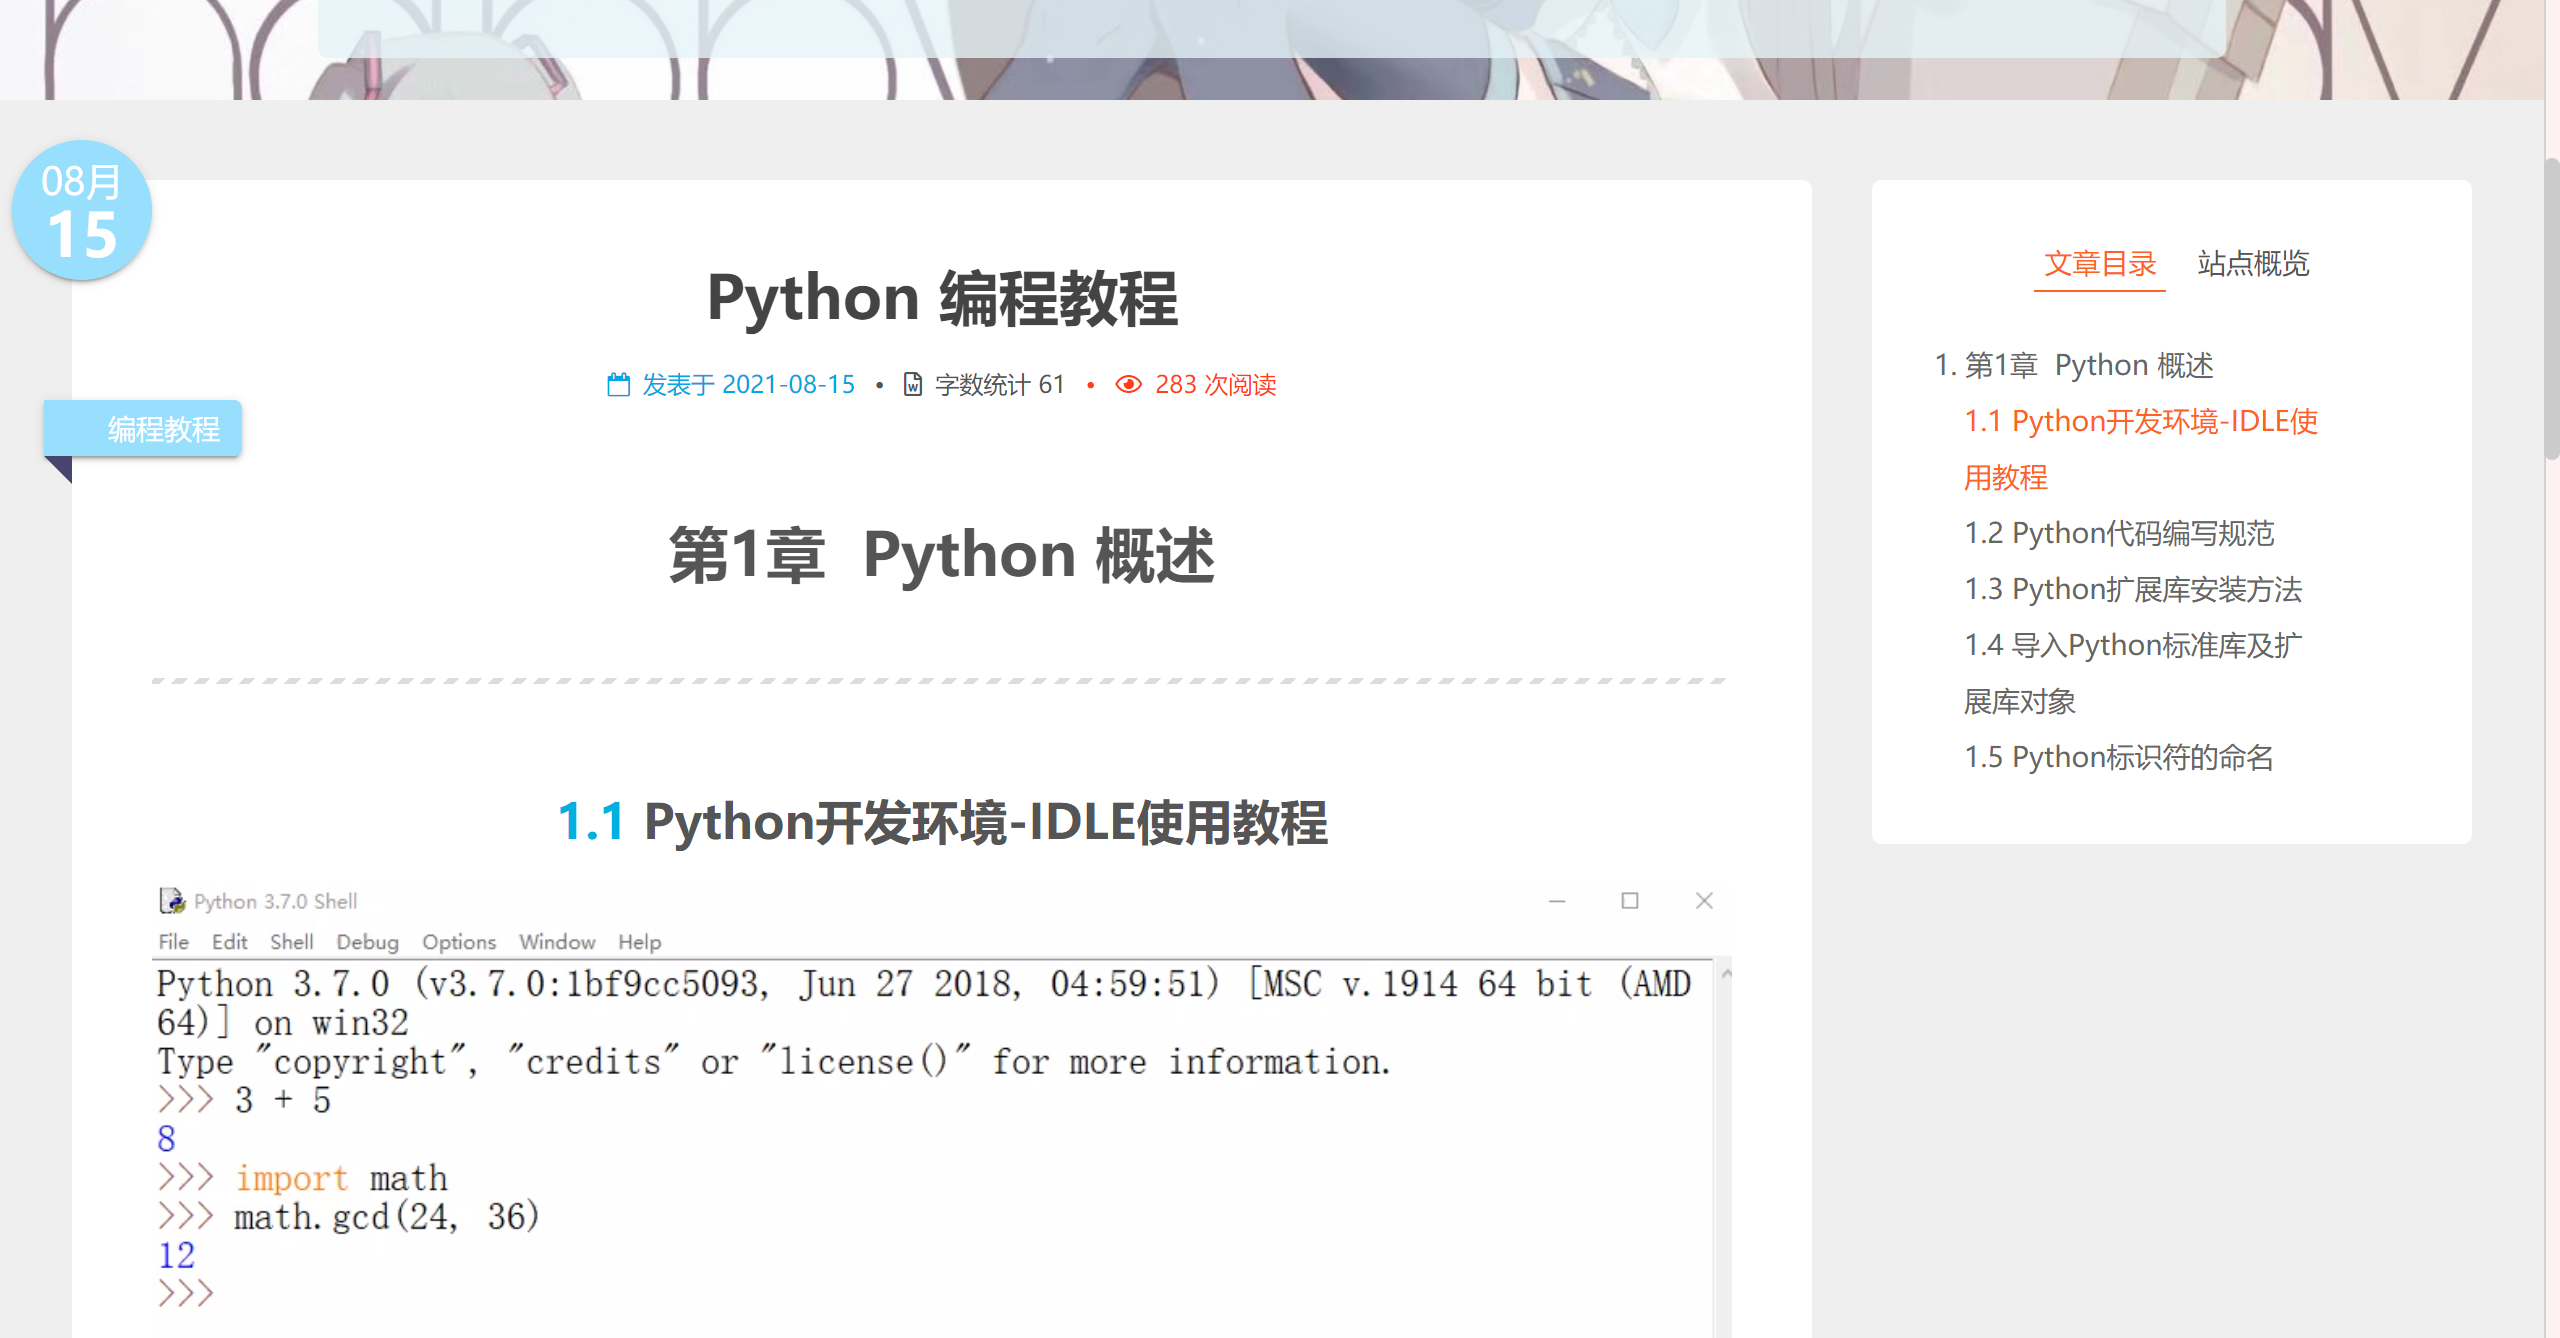 08月
15
Python 编程教程
发表于 2021-08-15 • 字数统计 61 • 283 次阅读
编程教程
第1章  Python 概述
1.1 Python开发环境-IDLE使用教程
Python 3.7.0 Shell
File Edit Shell Debug Options Window Help
Python 3.7.0 (v3.7.0:1bf9cc5093, Jun 27 2018, 04:59:51) [MSC v.1914 64 bit (AMD
64)] on win32
Type "copyright", "credits" or "license()" for more information.
>>> 3 + 5
8
>>> import math
>>> math.gcd(24, 36)
12
>>>
文章目录 站点概览
1. 第1章  Python 概述
1.1 Python开发环境-IDLE使
用教程
1.2 Python代码编写规范
1.3 Python扩展库安装方法
1.4 导入Python标准库及扩
展库对象
1.5 Python标识符的命名